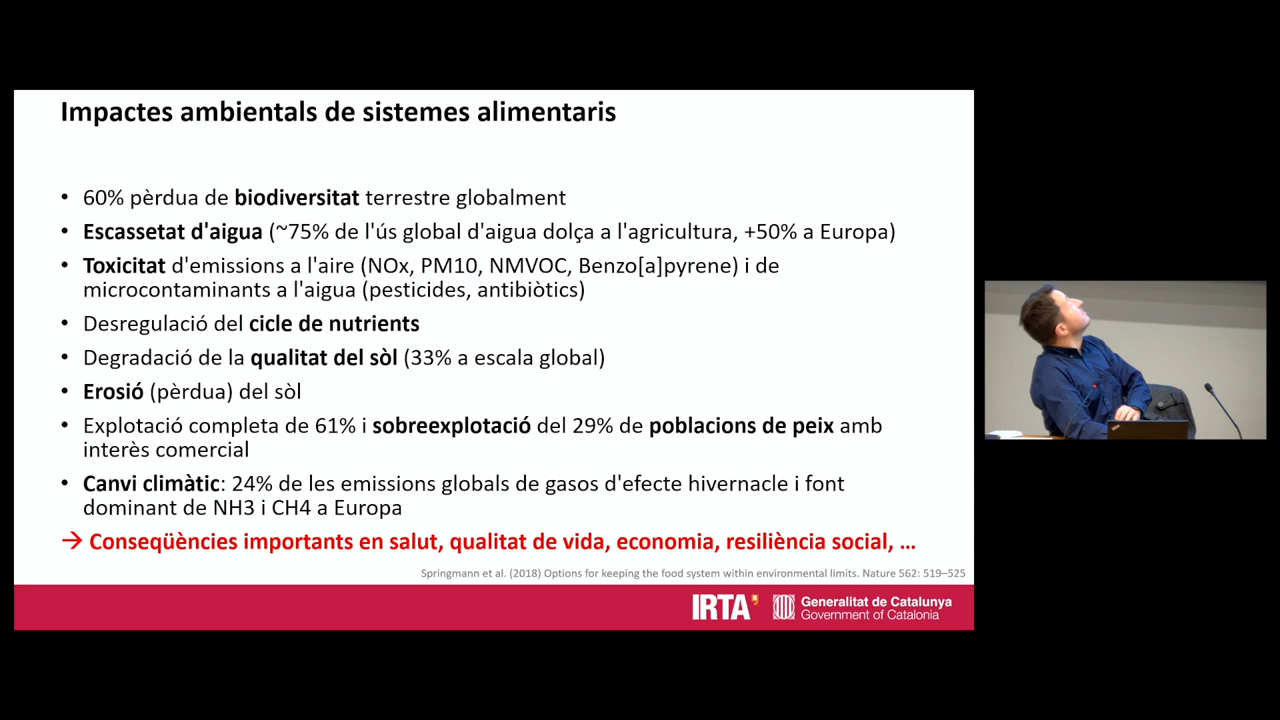 Impactes ambientals de sistemes alimentaris
• 60% pèrdua de biodiversitat terrestre globalment
• Escassetat d'aigua (~75% de l'ús global d'aigua dolça a l'agricultura, +50% a Europa)
• Toxicitat d'emissions a l'aire (NOx, PM10, NMVOC, Benzo[a]pyrene) i de
microcontaminants a l'aigua (pesticides, antibiòtics)
• Desregulació del cicle de nutrients
• Degradació de la qualitat del sòl (33% a escala global)
• Erosió (pèrdua) del sòl
• Explotació completa de 61% i sobreexplotació del 29% de poblacions de peix amb
interès comercial
• Canvi climàtic: 24% de les emissions globals de gasos d'efecte hivernacle i font
dominant de NH3 i CH4 a Europa
→ Conseqüències importants en salut, qualitat de vida, economia, resiliència social, ...
Springmann et al. (2018) Options for keeping the food system within environmental limits. Nature 562: 519–525
IRTA
Generalitat de Catalunya
Government of Catalonia